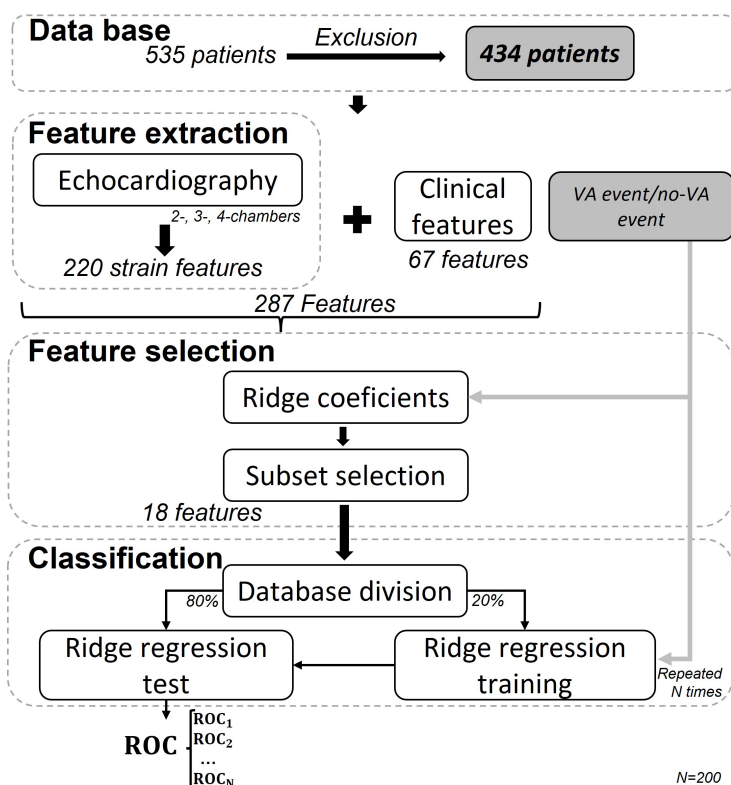 Data base
535 patients
Exclusion
434 patients
Feature extraction
Echocardiography
2-, 3-, 4-chambers
220 strain features
Clinical
features
67 features
VA event/no-VA
event
287 Features
Feature selection
Ridge coeficients
Subset selection
18 features
Classification
Database division
80%
20%
Ridge regression
test
Ridge regression
training
Repeated
N times
ROC
ROC₁
ROC₂
...
ROC_N
N=200